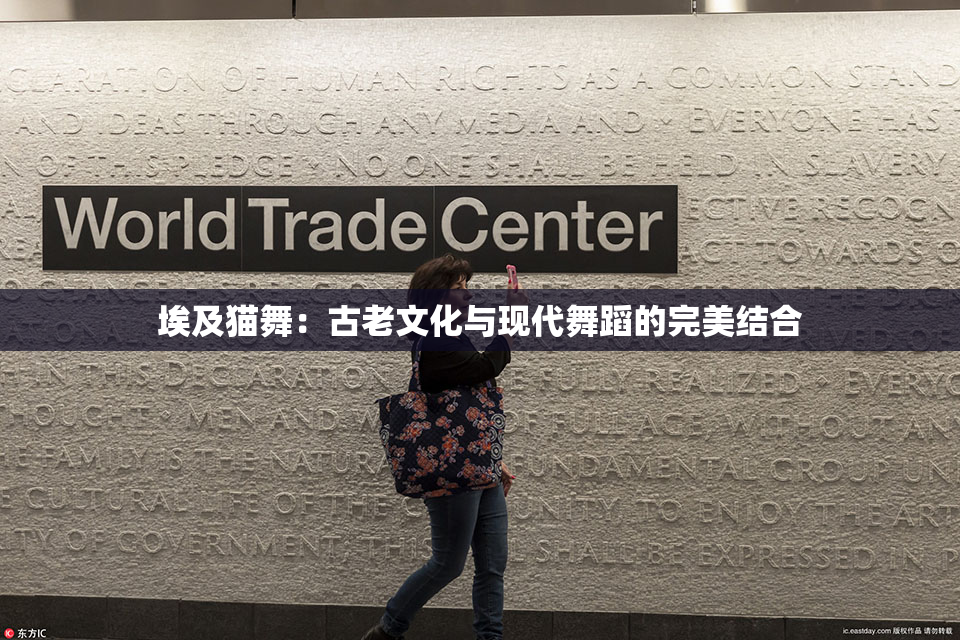 CLARATION OF HUMAN RIGHTS AS A COMMON STAND
AND IDEAS THROUGH ANY MEDIA AND · EVERYONE HAS T
N OF THIS PLEDGE · NO ONE SHALL BE HELD IN SLAVERY
World Trade Center
ECTIVE RECOGN
ACT TOWARDS O
埃及猫舞：古老文化与现代舞蹈的完美结合
IN THIS DECLARATION FULLY REALIZED · EVERYO
THOUGHT MEN AND OF FULL AGE, WITHO
E FAMILY IS THE NATURA FUNDAMENTAL GROUP
E CULTURAL LIFE OF THE UNITY, TO ENJOY THE ART
TY OF GOVERNMENT; THIS SHALL BE EXPRESSED IN P
东方IC
ic.eastday.com 版权作品 请勿转载